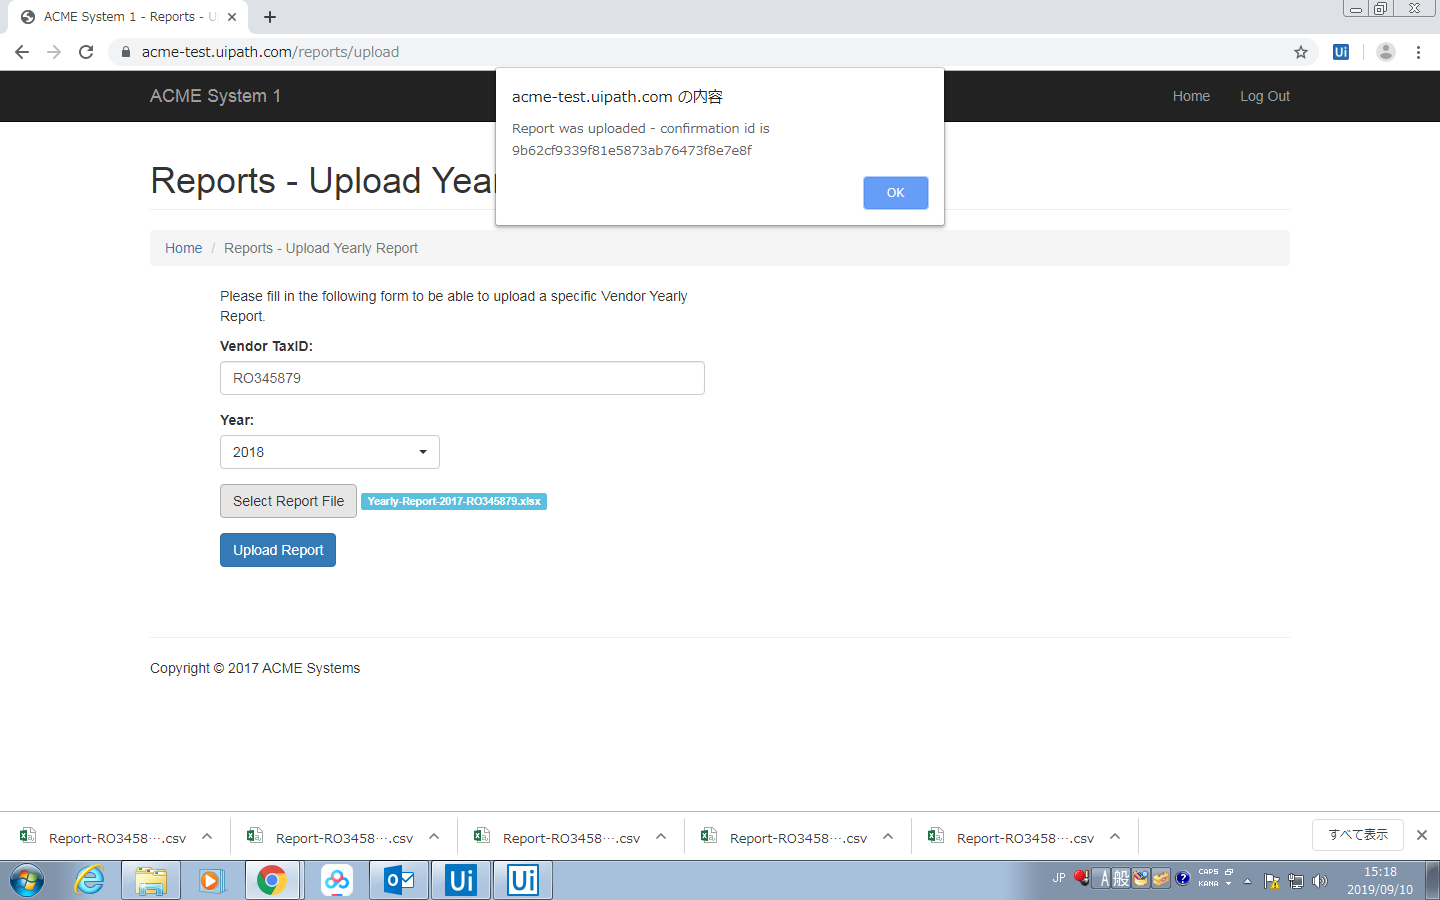 ACME System 1 - Reports - U
acme-test.uipath.com/reports/upload
Ui
ACME System 1
Home
Log Out
acme-test.uipath.com の内容
Report was uploaded - confirmation id is
9b62cf9339f81e5873ab76473f8e7e8f
OK
Reports - Upload Year
Home / Reports - Upload Yearly Report
Please fill in the following form to be able to upload a specific Vendor Yearly
Report.
Vendor TaxID:
RO345879
Year:
2018
Select Report File
Yearly-Report-2017-RO345879.xlsx
Upload Report
Copyright © 2017 ACME Systems
Report-RO3458⋯.csv
Report-RO3458⋯.csv
Report-RO3458⋯.csv
Report-RO3458⋯.csv
Report-RO3458⋯.csv
すべて表示
Ui
Ui
JP
A般
CAPS
KANA
15:18
2019/09/10